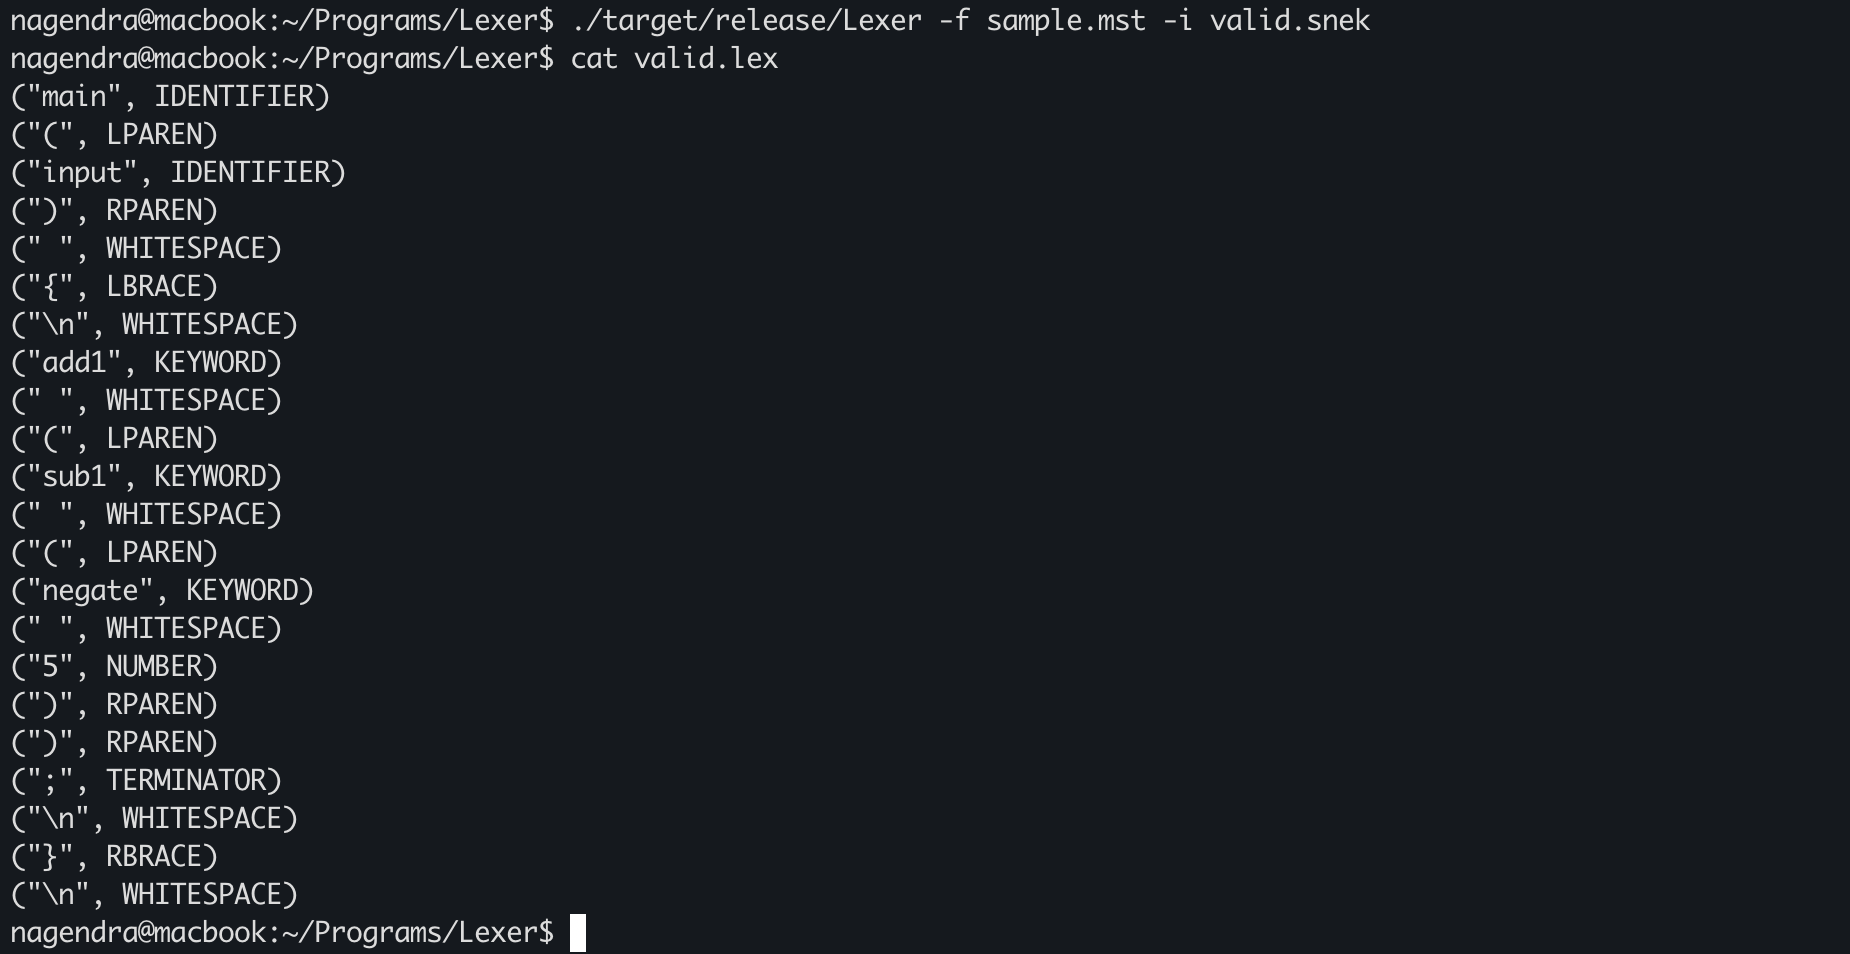 nagendra@macbook:~/Programs/Lexer$ ./target/release/Lexer -f sample.mst -i valid.snek
nagendra@macbook:~/Programs/Lexer$ cat valid.lex
("main", IDENTIFIER)
("(", LPAREN)
("input", IDENTIFIER)
(")", RPAREN)
(" ", WHITESPACE)
("{", LBRACE)
("\n", WHITESPACE)
("add1", KEYWORD)
(" ", WHITESPACE)
("(", LPAREN)
("sub1", KEYWORD)
(" ", WHITESPACE)
("(", LPAREN)
("negate", KEYWORD)
(" ", WHITESPACE)
("5", NUMBER)
(")", RPAREN)
(")", RPAREN)
(";", TERMINATOR)
("\n", WHITESPACE)
("}", RBRACE)
("\n", WHITESPACE)
nagendra@macbook:~/Programs/Lexer$